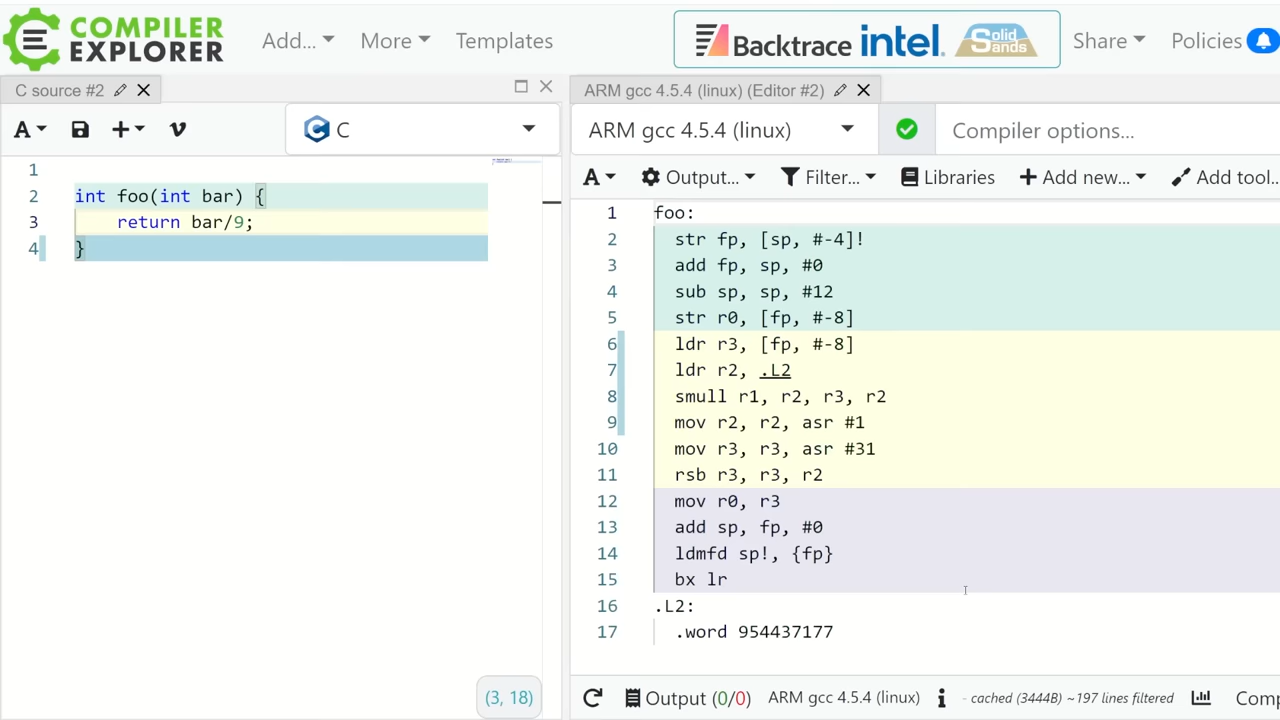 COMPILER
EXPLORER
Add...
More
Templates
Backtrace
intel.
Solid
Sands
Share
Policies
C source #2
A
C
1
2 int foo(int bar) {
3 return bar/9;
4 }
(3, 18)
ARM gcc 4.5.4 (linux) (Editor #2)
ARM gcc 4.5.4 (linux)
Compiler options...
A
Output...
Filter...
Libraries
Add new...
Add tool...
1 foo:
2 str fp, [sp, #-4]!
3 add fp, sp, #0
4 sub sp, sp, #12
5 str r0, [fp, #-8]
6 ldr r3, [fp, #-8]
7 ldr r2, .L2
8 smull r1, r2, r3, r2
9 mov r2, r2, asr #1
10 mov r3, r3, asr #31
11 rsb r3, r3, r2
12 mov r0, r3
13 add sp, fp, #0
14 ldmfd sp!, {fp}
15 bx lr
16 .L2:
17 .word 954437177
Output (0/0) ARM gcc 4.5.4 (linux) - cached (3444B) ~197 lines filtered Comp